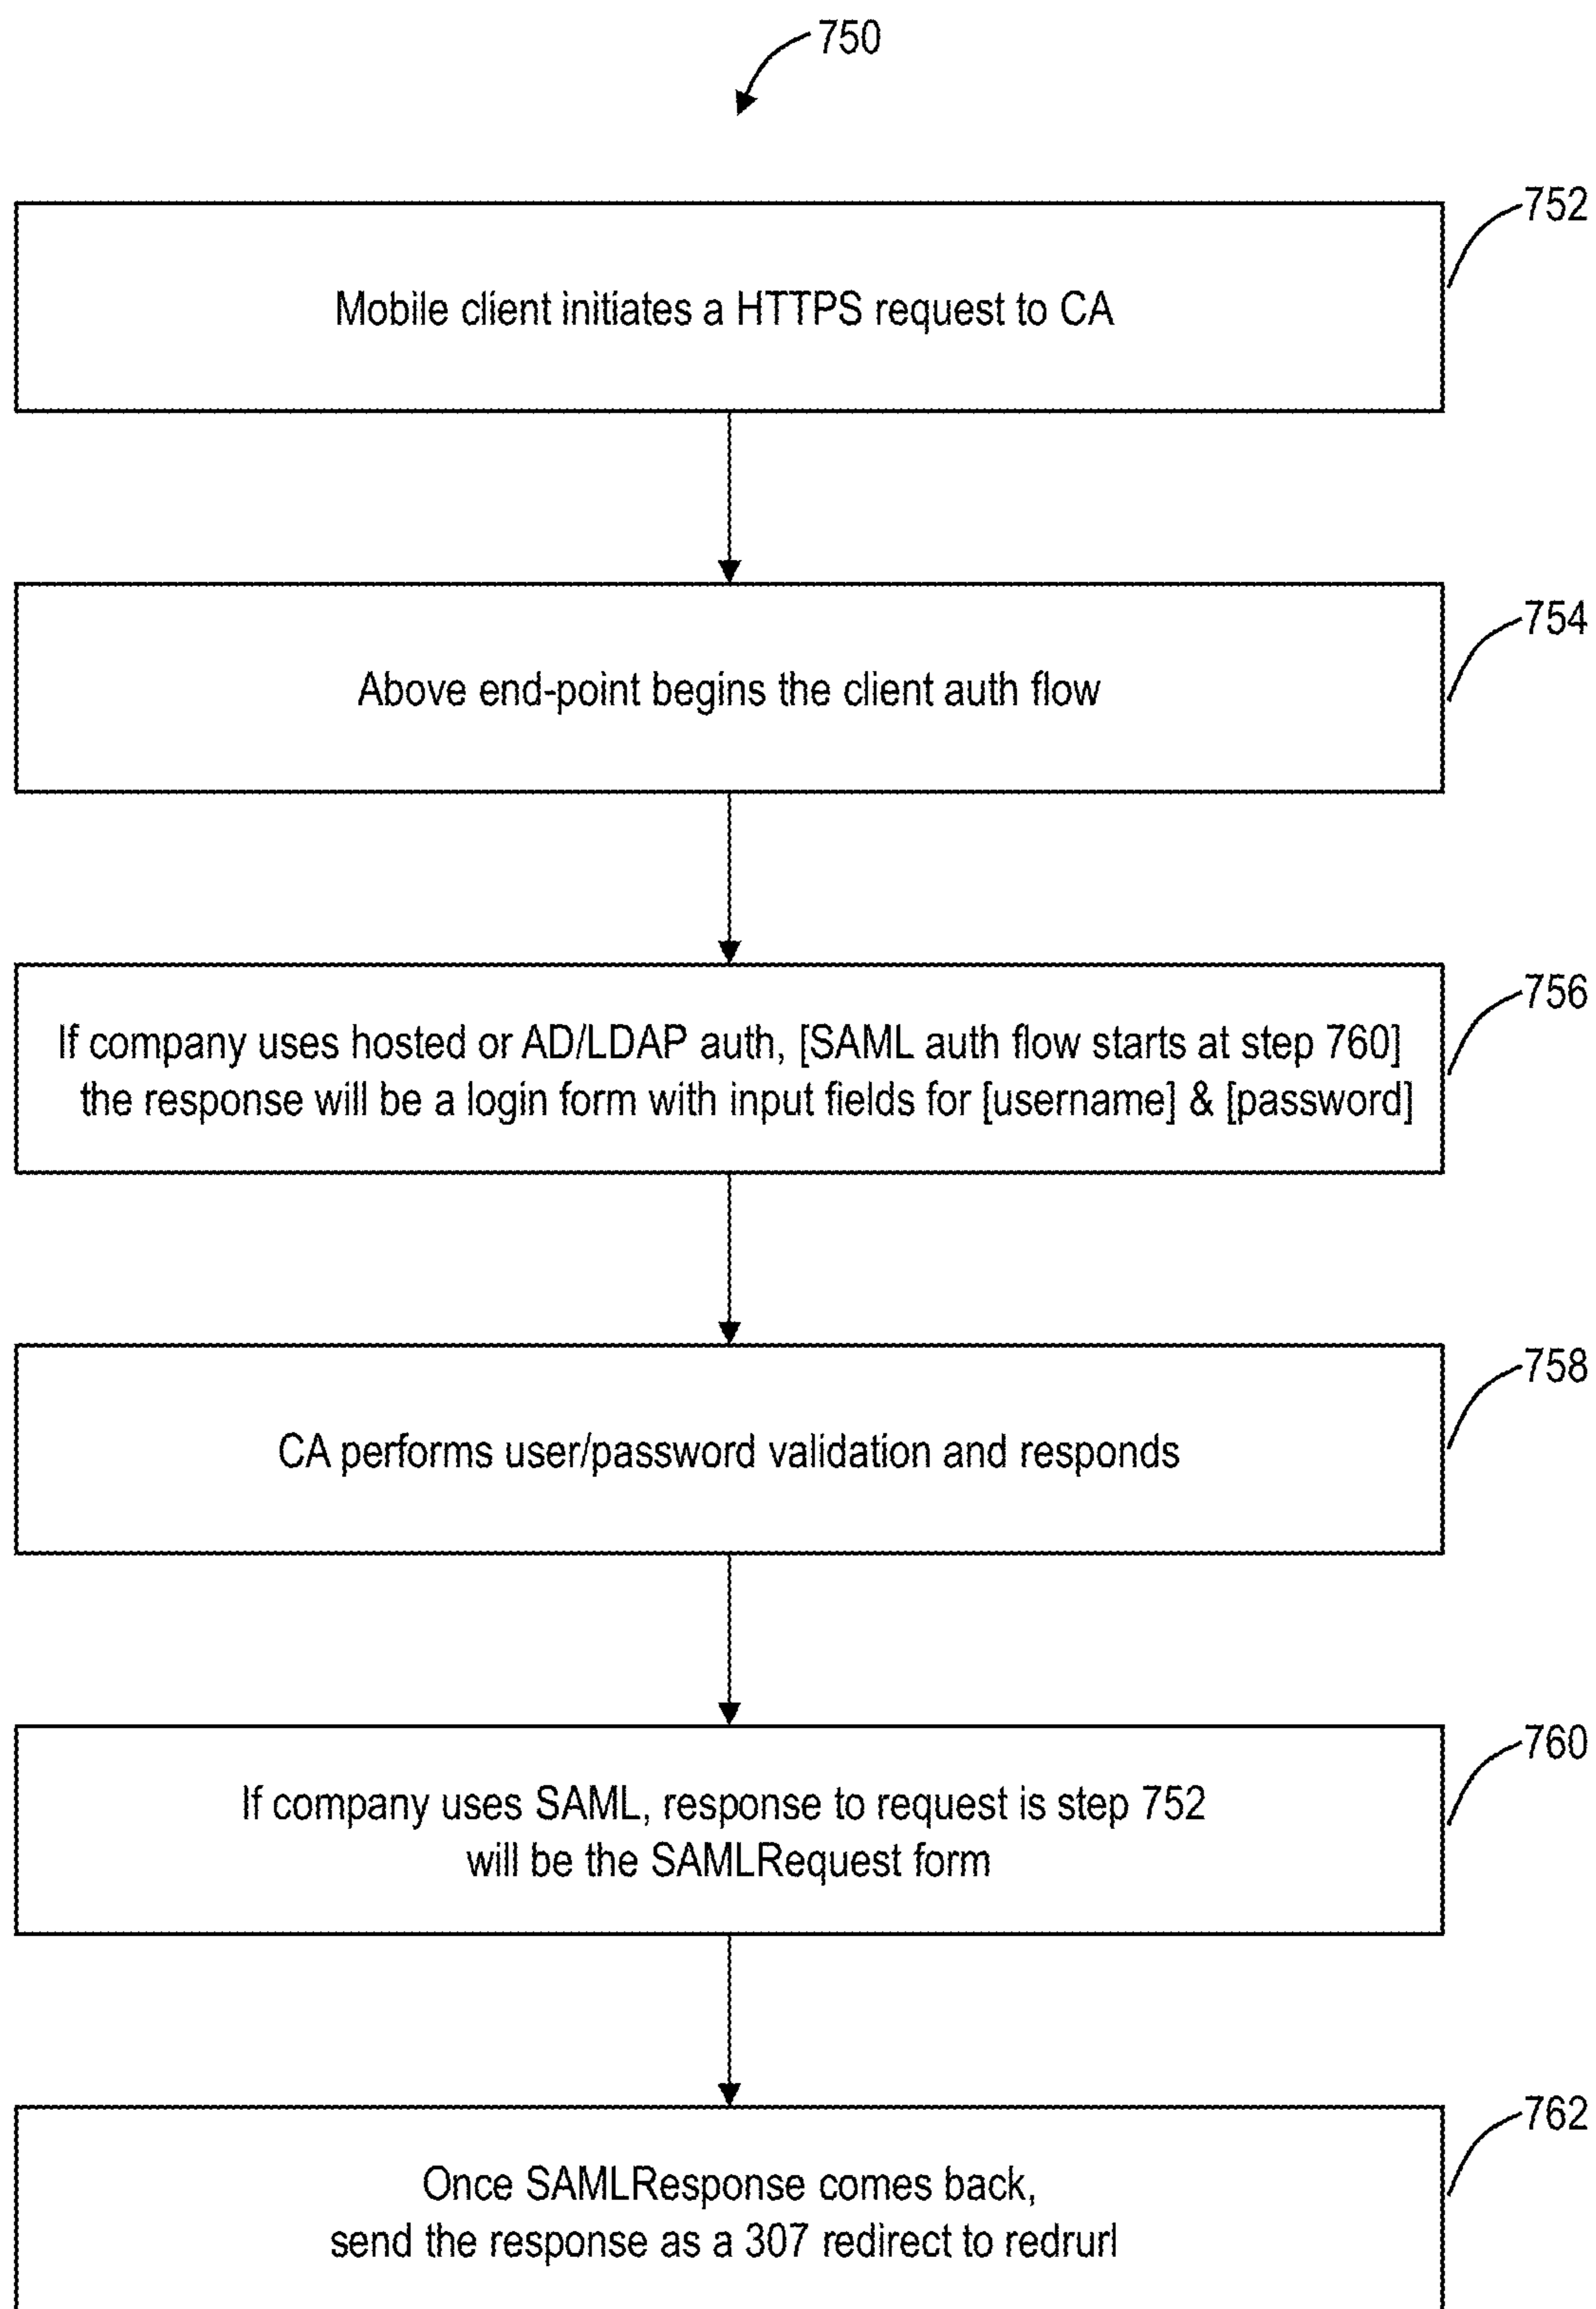 750
752
Mobile client initiates a HTTPS request to CA
754
Above end-point begins the client auth flow
756
If company uses hosted or AD/LDAP auth, [SAML auth flow starts at step 760]
the response will be a login form with input fields for [username] & [password]
758
CA performs user/password validation and responds
760
If company uses SAML, response to request is step 752
will be the SAMLRequest form
762
Once SAMLResponse comes back,
send the response as a 307 redirect to redrurl